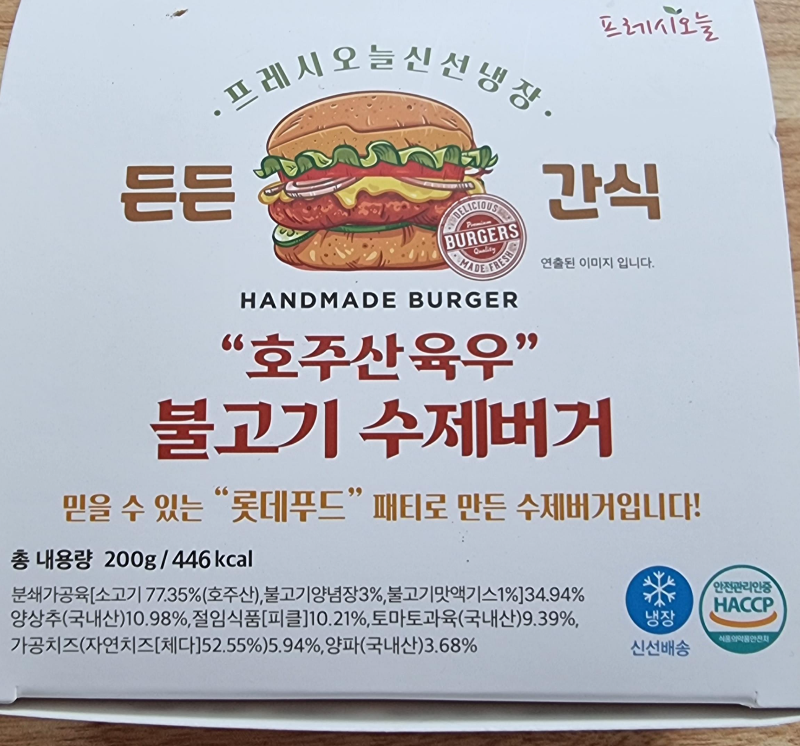 프레시오늘
·프레시오늘신선냉장·
든든 간식
DELICIOUS
Premium
BURGERS
Quality
MADE FRESH
연출된 이미지 입니다.
HANDMADE BURGER
“호주산육우”
불고기 수제버거
믿을 수 있는 “롯데푸드” 패티로 만든 수제버거입니다!
총 내용량 200g/446kcal
분쇄가공육[소고기 77.35%(호주산),불고기양념장3%,불고기맛액기스1%]34.94%
양상추(국내산)10.98%,절임식품[피클]10.21%,토마토과육(국내산)9.39%,
가공치즈(자연치즈[체다]52.55%)5.94%,양파(국내산)3.68%
냉장
신선배송
안전관리인증
HACCP
식품의약품안전처